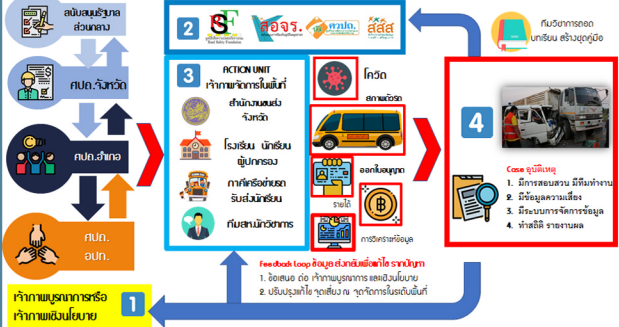 สนับสนุนรัฐบาล
ส่วนกลาง
ศปถ.จังหวัด
ศปถ.อำเภอ
ศปถ.
อปท.
เจ้าภาพบูรณาการหรือ
เจ้าภาพเชิงนโยบาย
1
2
RSF
Road Safety Foundation
สอจร.
ศวปถ.
สสส
3
ACTION UNIT
เจ้าภาพจัดการในพื้นที่
สำนักงานขนส่ง
จังหวัด
โรงเรียน นักเรียน
ผู้ปกครอง
ภาคีเครือข่ายรถ
รับส่งนักเรียน
ทีมสหนักวิชาการ
โควิด
สภาพตัวรถ
ออกใบอนุญาต
รายได้
การวิเคราะห์ข้อมูล
ทีมวิชาการถอด
บทเรียน สร้างชุดคู่มือ
4
Case อุบัติเหตุ
1. มีการสอบสวน มีทีมทำงาน
2. มีข้อมูลความเสี่ยง
3. มีระบบการจัดการข้อมูล
4. ทำสถิติ รายงานผล
Feedback Loop ข้อมูล ส่งกลับเพื่อแก้ไข รากปัญหา
1. ข้อเสนอ ต่อ เจ้าภาพบูรณาการ และเชิงนโยบาย
2. ปรับปรุงแก้ไข จุดเสี่ยง ณ จุดจัดการในระดับพื้นที่